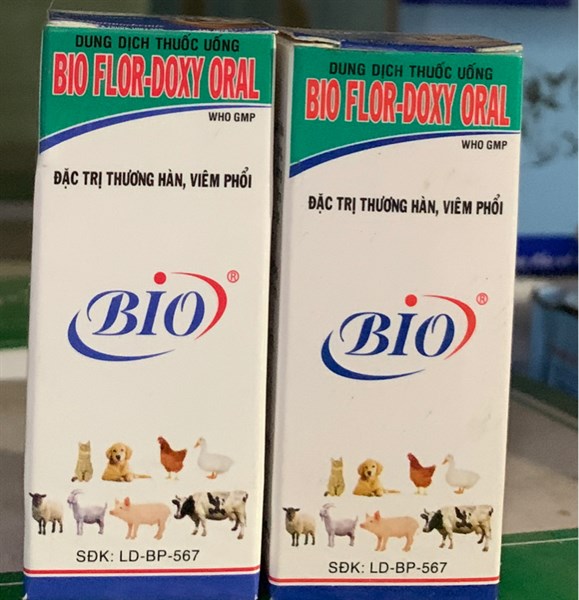 DUNG DỊCH THUỐC UỐNG
BIO FLOR-DOXY ORAL
WHO GMP
ĐẶC TRỊ THƯƠNG HÀN, VIÊM PHỔI
BIO®
SĐK: LD-BP-567
DUNG DỊCH THUỐC UỐNG
BIO FLOR-DOXY ORAL
WHO GMP
ĐẶC TRỊ THƯƠNG HÀN, VIÊM PHỔI
BIO®
SĐK: LD-BP-567